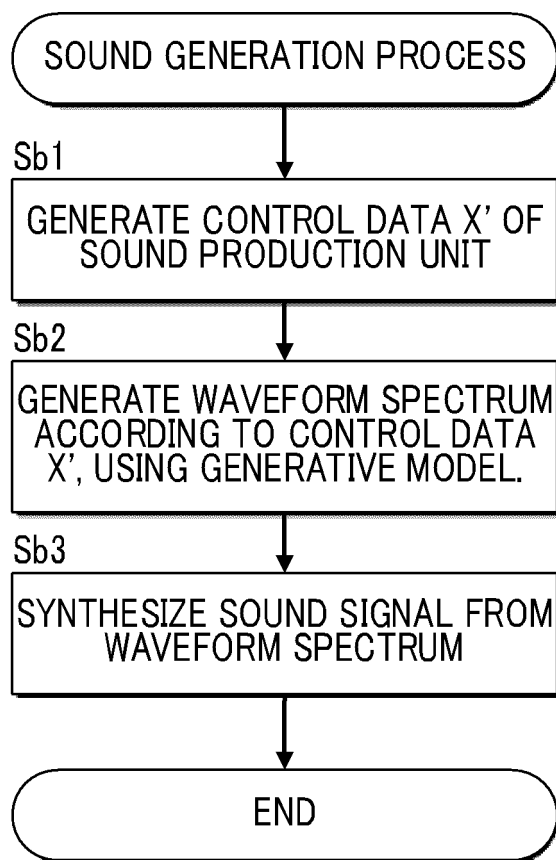 SOUND GENERATION PROCESS
Sb1
GENERATE CONTROL DATA X' OF
SOUND PRODUCTION UNIT
Sb2
GENERATE WAVEFORM SPECTRUM
ACCORDING TO CONTROL DATA
X', USING GENERATIVE MODEL.
Sb3
SYNTHESIZE SOUND SIGNAL FROM
WAVEFORM SPECTRUM
END